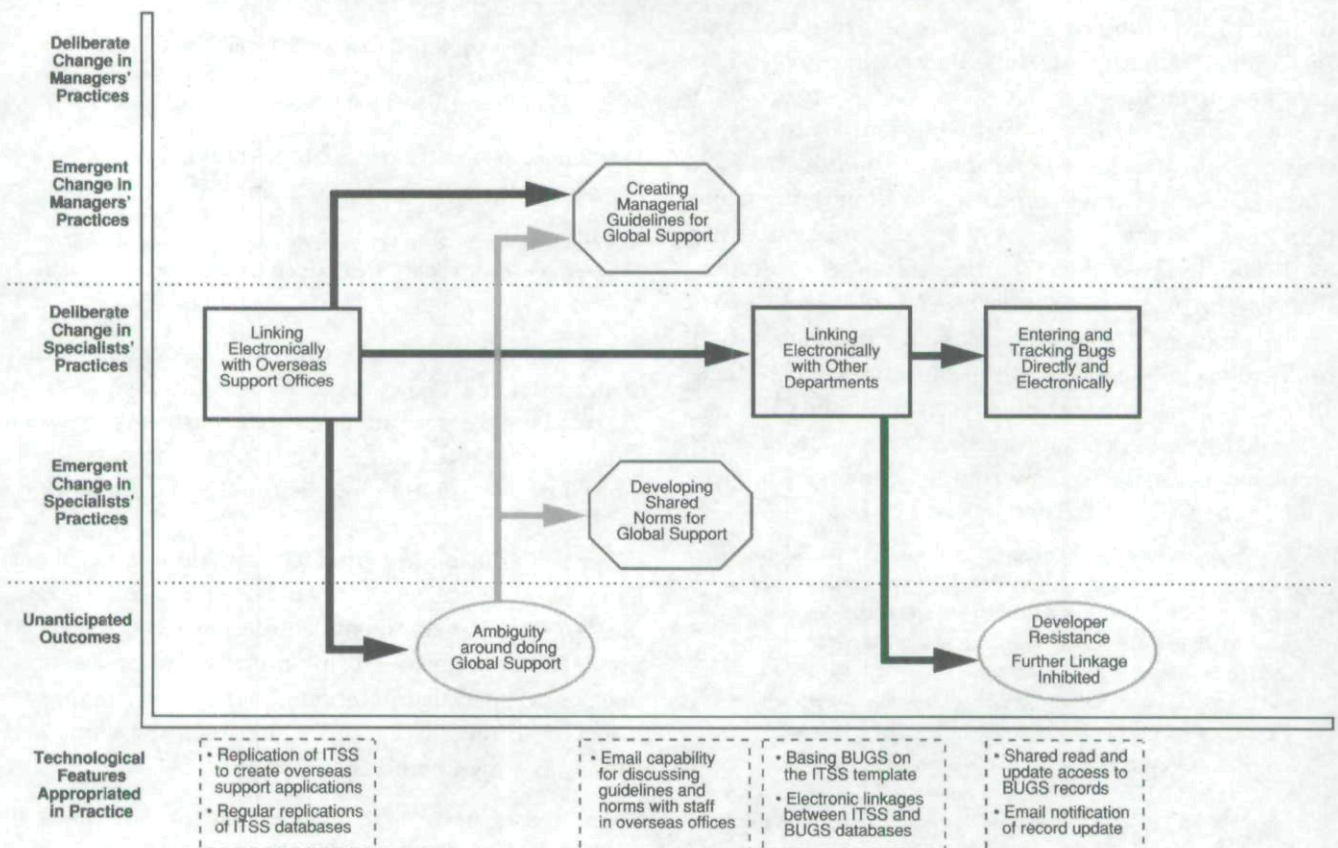 Deliberate
Change in
Managers'
Practices
Emergent
Change in
Managers'
Practices
Creating
Managerial
Guidelines for
Global Support
Deliberate
Change in
Specialists'
Practices
Linking
Electronically
with Overseas
Support Offices
Linking
Electronically
with Other
Departments
Entering and
Tracking Bugs
Directly and
Electronically
Emergent
Change in
Specialists'
Practices
Developing
Shared
Norms for
Global Support
Unanticipated
Outcomes
Ambiguity
around doing
Global Support
Developer
Resistance
Further Linkage
Inhibited
Technological
Features
Appropriated
in Practice
• Replication of ITSS
to create overseas
support applications
• Regular replications
of ITSS databases
• Email capability
for discussing
guidelines and
norms with staff
in overseas offices
• Basing BUGS on
the ITSS template
• Electronic linkages
between ITSS and
BUGS databases
• Shared read and
update access to
BUGS records
• Email notification
of record update